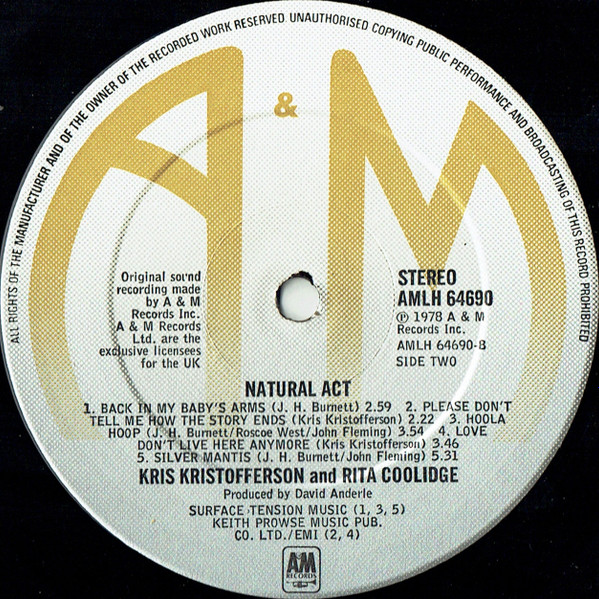 ALL RIGHTS OF THE MANUFACTURER AND OF THE OWNER OF THE RECORDED WORK RESERVED UNAUTHORISED COPYING PUBLIC PERFORMANCE AND BROADCASTING OF THIS RECORD PROHIBITED
A & M
Original sound
recording made
by A & M
Records Inc.
A & M Records
Ltd. are the
exclusive licensees
for the UK
STEREO
AMLH 64690
Ⓟ 1978 A & M
Records Inc.
AMLH 64690-B
SIDE TWO
NATURAL ACT
1. BACK IN MY BABY'S ARMS (J. H. Burnett) 2.59 2. PLEASE DON'T
TELL ME HOW THE STORY ENDS (Kris Kristofferson) 2.22 3. HOOLA
HOOP (J. H. Burnett/Roscoe West/John Fleming) 3.54 4. LOVE
DON'T LIVE HERE ANYMORE (Kris Kristofferson) 3.46
5. SILVER MANTIS (J. H. Burnett/John Fleming) 5.31
KRIS KRISTOFFERSON and RITA COOLIDGE
Produced by David Anderle
SURFACE TENSION MUSIC (1, 3, 5)
KEITH PROWSE MUSIC PUB.
CO. LTD./EMI (2, 4)
AM
RECORDS